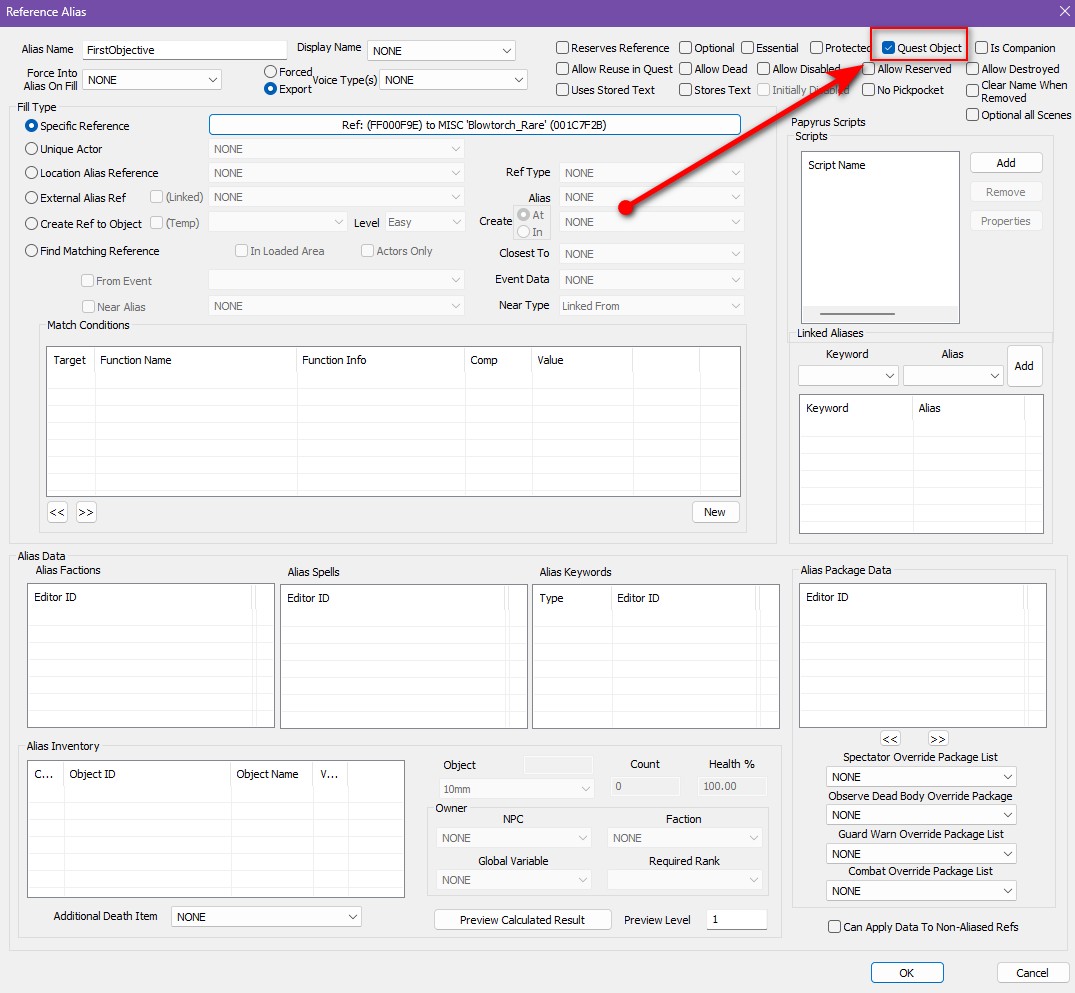 Reference Alias
Alias Name FirstObjective Display Name NONE
Reserves Reference Optional Essential Protected Quest Object Is Companion
Force Into Alias On Fill NONE Forced Export Voice Type(s) NONE
Allow Reuse in Quest Allow Dead Allow Disabled Allow Reserved Allow Destroyed
Uses Stored Text Stores Text Initially Disabled No Pickpocket Clear Name When Removed
Optional all Scenes
Fill Type
Specific Reference Ref: (FF000F9E) to MISC 'Blowtorch_Rare' (001C7F2B)
Unique Actor NONE
Location Alias Reference NONE Ref Type NONE
External Alias Ref (Linked) NONE Alias NONE
Create Ref to Object (Temp) Level Easy Create At In NONE
Find Matching Reference In Loaded Area Actors Only Closest To NONE
From Event Event Data NONE
Near Alias NONE Near Type Linked From
Match Conditions
Target Function Name Function Info Comp Value
<< >> New
Papyrus Scripts
Scripts
Script Name Add
Remove
Properties
Linked Aliases
Keyword Alias Add
Keyword Alias
Alias Data
Alias Factions Alias Spells Alias Keywords Alias Package Data
Editor ID Editor ID Type Editor ID Editor ID
<< >>
Alias Inventory
C... Object ID Object Name V...
Object Count Health %
10mm 0 100.00
Owner
NPC Faction
NONE NONE
Global Variable Required Rank
NONE
Additional Death Item NONE Preview Calculated Result Preview Level 1
Spectator Override Package List
NONE
Observe Dead Body Override Package
NONE
Guard Warn Override Package List
NONE
Combat Override Package List
NONE
Can Apply Data To Non-Aliased Refs
OK Cancel